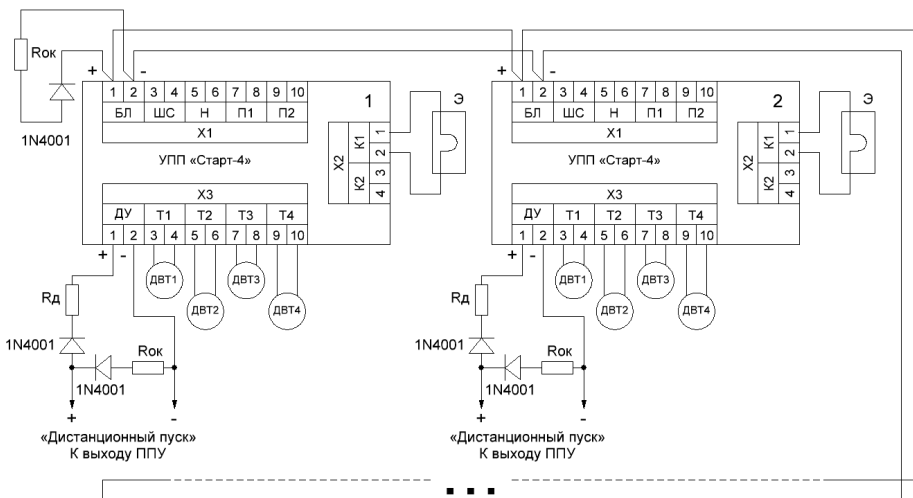 Rок
1N4001
+ -
1 2 3 4 5 6 7 8 9 10
БЛ ШС Н П1 П2
X1
УПП «Старт-4»
1
X2
К1 К2
1 2 3 4
Э
X3
ДУ Т1 Т2 Т3 Т4
1 2 3 4 5 6 7 8 9 10
+ -
ДВТ1 ДВТ3
ДВТ2 ДВТ4
Rд
1N4001
Rок
1N4001
+ -
«Дистанционный пуск»
К выходу ППУ
+ -
1 2 3 4 5 6 7 8 9 10
БЛ ШС Н П1 П2
X1
УПП «Старт-4»
2
X2
К1 К2
1 2 3 4
Э
X3
ДУ Т1 Т2 Т3 Т4
1 2 3 4 5 6 7 8 9 10
+ -
ДВТ1 ДВТ3
ДВТ2 ДВТ4
Rд
1N4001
Rок
1N4001
+ -
«Дистанционный пуск»
К выходу ППУ